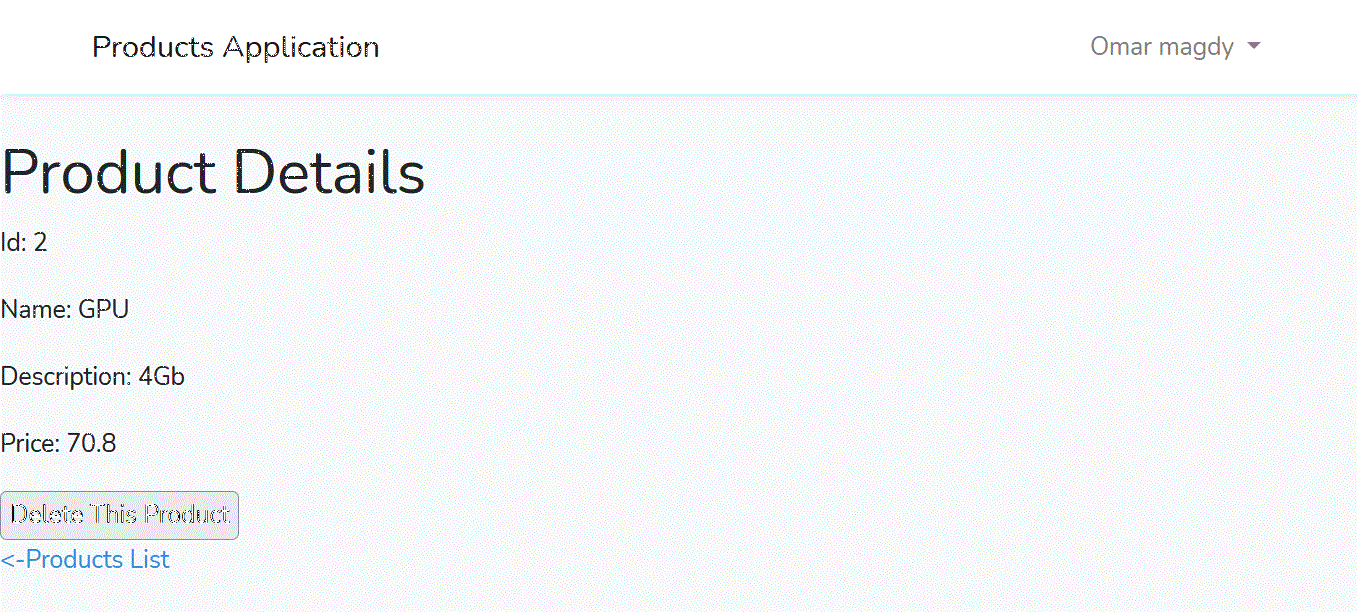 Products Application
Omar magdy
Product Details
Id: 2
Name: GPU
Description: 4Gb
Price: 70.8
Delete This Product
<-Products List